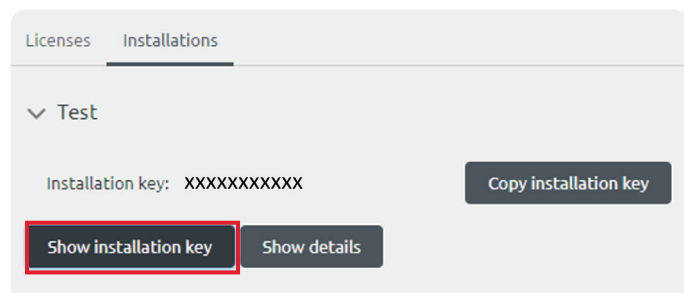 Licenses Installations
Test
Installation key: XXXXXXXXXXX Copy installation key
Show installation key Show details